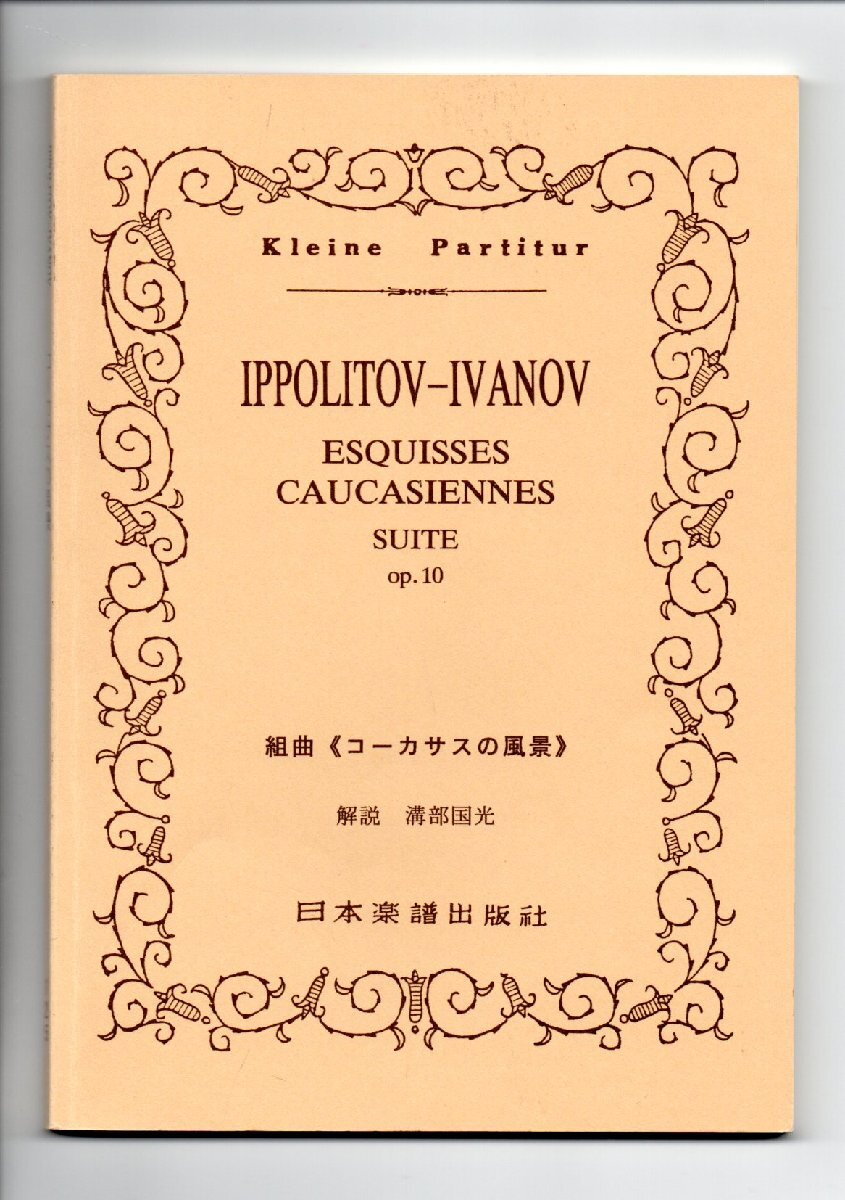 Kleine Partitur
IPPOLITOV–IVANOV
ESQUISSES
CAUCASIENNES
SUITE
op.10
組曲《コーカサスの風景》
解説 溝部国光
日本楽譜出版社